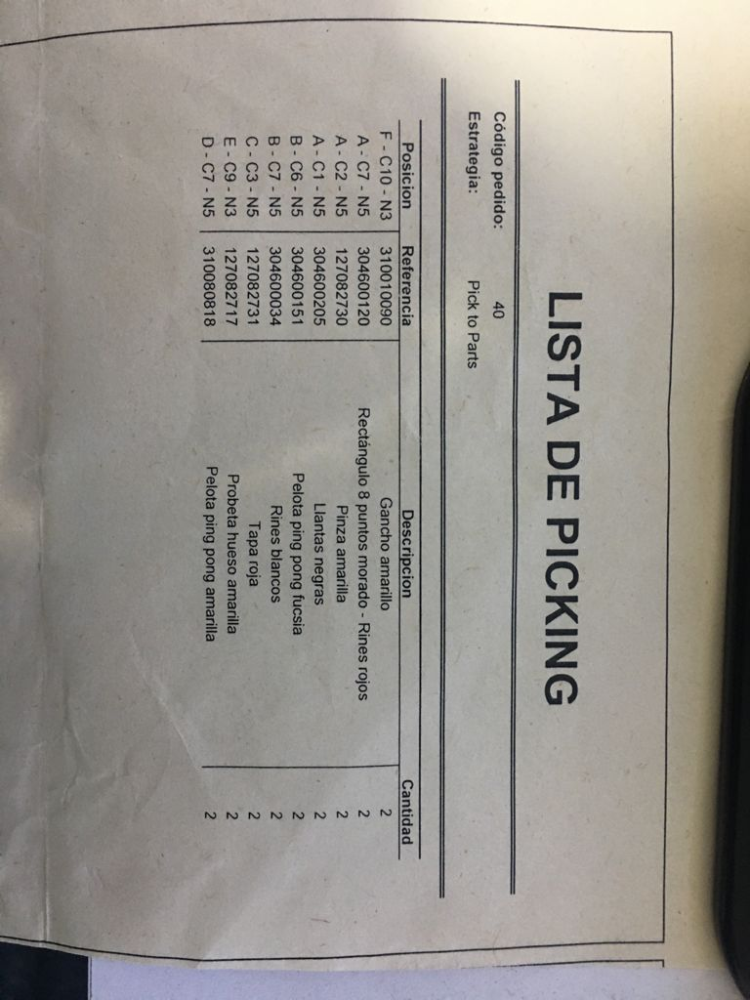 LISTA DE PICKING
Código pedido: 40
Estrategia: Pick to Parts
Posicion Referencia Descripcion Cantidad
F - C10 - N3 310010090 Gancho amarillo 2
A - C7 - N5 304600120 Rectángulo 8 puntos morado - Rines rojos 2
A - C2 - N5 127082730 Pinza amarilla 2
A - C1 - N5 304600205 Llantas negras 2
B - C6 - N5 304600151 Pelota ping pong fucsia 2
B - C7 - N5 304600034 Rines blancos 2
C - C3 - N5 127082731 Tapa roja 2
E - C9 - N3 127082717 Probeta hueso amarilla 2
D - C7 - N5 310080818 Pelota ping pong amarilla 2